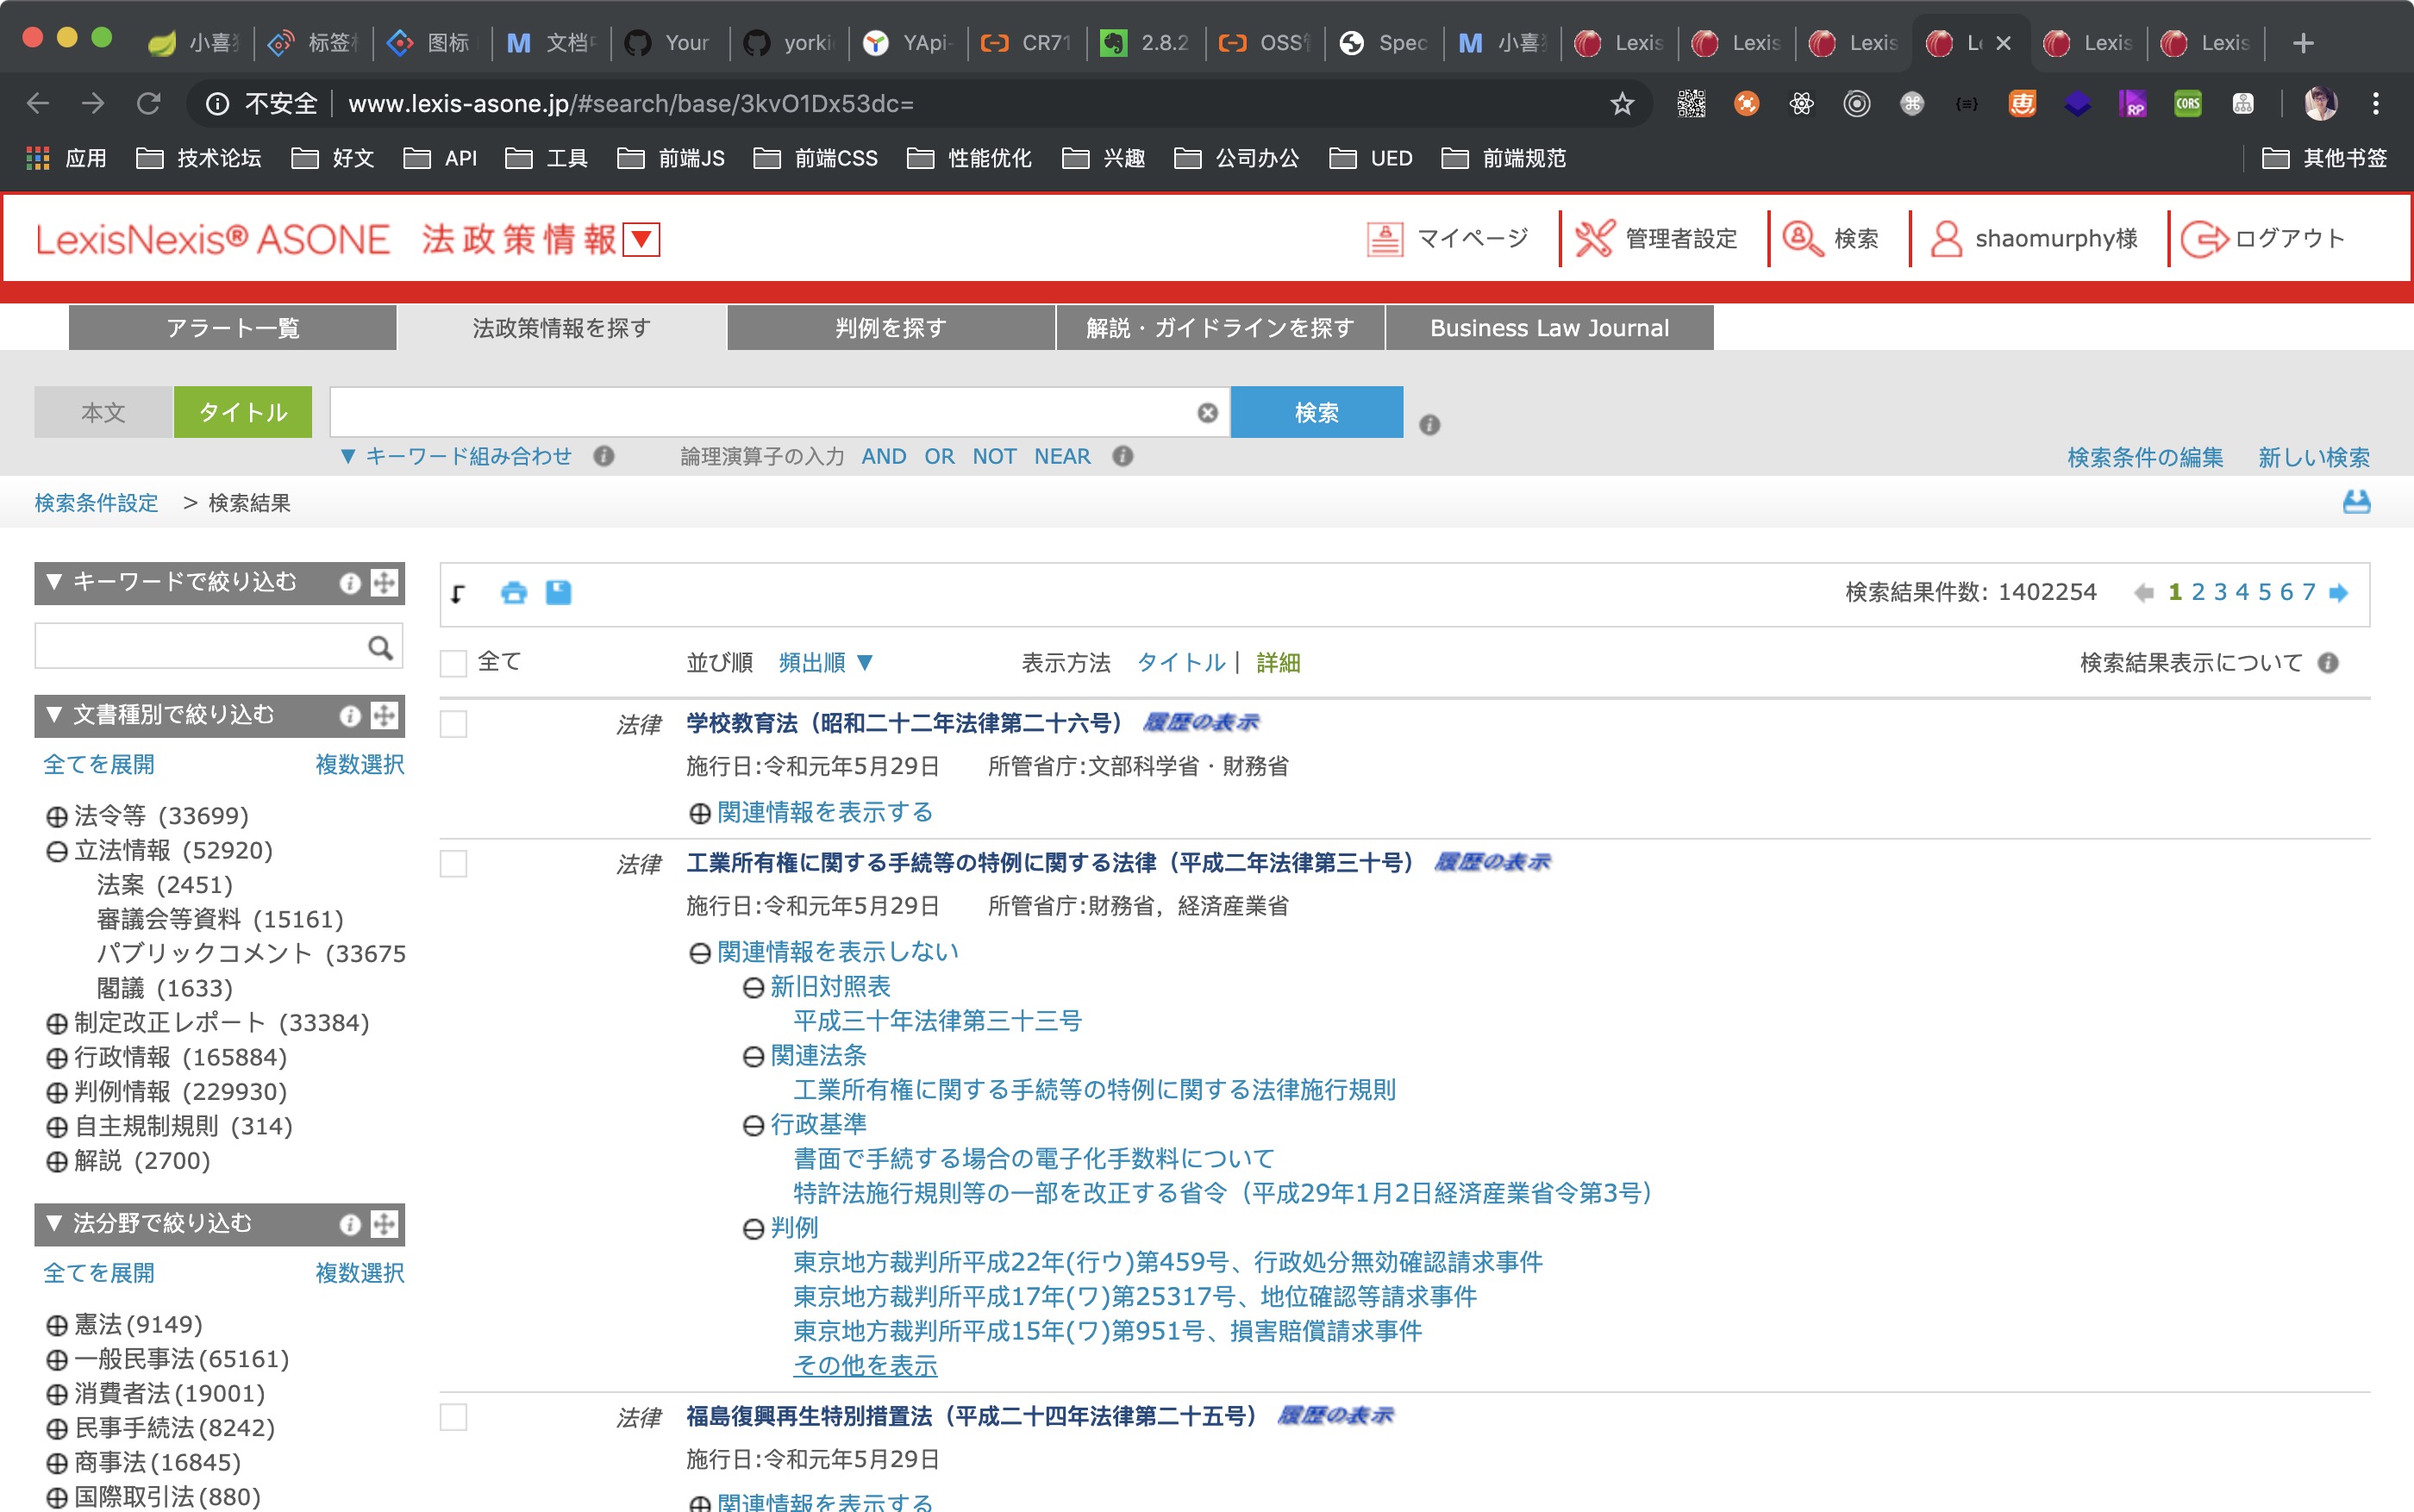 小喜 标签 图标 M 文档 Your yorki YApi- CR71 2.8.2 OSS Spec M 小喜 Lexis Lexis Lexis Le Lexis Lexis
不安全 www.lexis-asone.jp/#search/base/3kvO1Dx53dc=
应用 技术论坛 好文 API 工具 前端JS 前端CSS 性能优化 兴趣 公司办公 UED 前端规范 其他书签
LexisNexis® ASONE 法政策情報 マイページ 管理者設定 検索 shaomurphy様 ログアウト
アラート一覧 法政策情報を探す 判例を探す 解説・ガイドラインを探す Business Law Journal
本文 タイトル 検索
▼ キーワード組み合わせ 論理演算子の入力 AND OR NOT NEAR 検索条件の編集 新しい検索
検索条件設定 > 検索結果
▼ キーワードで絞り込む
▼ 文書種別で絞り込む
全てを展開 複数選択
法令等 (33699)
立法情報 (52920)
法案 (2451)
審議会等資料 (15161)
パブリックコメント (33675
閣議 (1633)
制定改正レポート (33384)
行政情報 (165884)
判例情報 (229930)
自主規制規則 (314)
解説 (2700)
▼ 法分野で絞り込む
全てを展開 複数選択
憲法(9149)
一般民事法(65161)
消費者法(19001)
民事手続法(8242)
商事法(16845)
国際取引法(880)
検索結果件数: 1402254 1 2 3 4 5 6 7
全て 並び順 頻出順 ▼ 表示方法 タイトル | 詳細 検索結果表示について
法律 学校教育法（昭和二十二年法律第二十六号） 履歴の表示
施行日:令和元年5月29日 所管省庁:文部科学省・財務省
関連情報を表示する
法律 工業所有権に関する手続等の特例に関する法律（平成二年法律第三十号） 履歴の表示
施行日:令和元年5月29日 所管省庁:財務省，経済産業省
関連情報を表示しない
新旧対照表
平成三十年法律第三十三号
関連法条
工業所有権に関する手続等の特例に関する法律施行規則
行政基準
書面で手続する場合の電子化手数料について
特許法施行規則等の一部を改正する省令（平成29年1月2日経済産業省令第3号）
判例
東京地方裁判所平成22年(行ウ)第459号、行政処分無効確認請求事件
東京地方裁判所平成17年(ワ)第25317号、地位確認等請求事件
東京地方裁判所平成15年(ワ)第951号、損害賠償請求事件
その他を表示
法律 福島復興再生特別措置法（平成二十四年法律第二十五号） 履歴の表示
施行日:令和元年5月29日
関連情報を表示する